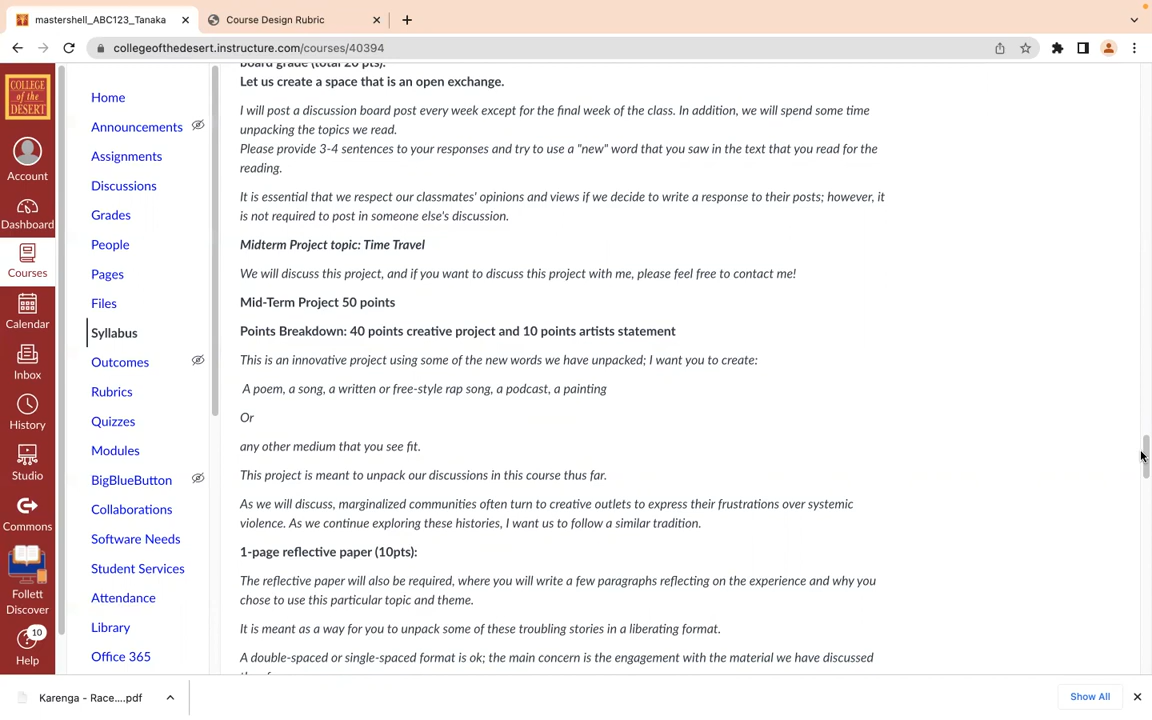 mastershell_ABC123_Tanaka
Course Design Rubric
collegeofthedesert.instructure.com/courses/40394
COLLEGE
of the
DESERT
Account
Dashboard
Courses
Calendar
Inbox
History
Studio
Commons
Follett
Discover
10
Help
Home
Announcements
Assignments
Discussions
Grades
People
Pages
Files
Syllabus
Outcomes
Rubrics
Quizzes
Modules
BigBlueButton
Collaborations
Software Needs
Student Services
Attendance
Library
Office 365
board grade (total 20 pts).
Let us create a space that is an open exchange.
I will post a discussion board post every week except for the final week of the class. In addition, we will spend some time
unpacking the topics we read.
Please provide 3-4 sentences to your responses and try to use a "new" word that you saw in the text that you read for the
reading.
It is essential that we respect our classmates' opinions and views if we decide to write a response to their posts; however, it
is not required to post in someone else's discussion.
Midterm Project topic: Time Travel
We will discuss this project, and if you want to discuss this project with me, please feel free to contact me!
Mid-Term Project 50 points
Points Breakdown: 40 points creative project and 10 points artists statement
This is an innovative project using some of the new words we have unpacked; I want you to create:
A poem, a song, a written or free-style rap song, a podcast, a painting
Or
any other medium that you see fit.
This project is meant to unpack our discussions in this course thus far.
As we will discuss, marginalized communities often turn to creative outlets to express their frustrations over systemic
violence. As we continue exploring these histories, I want us to follow a similar tradition.
1-page reflective paper (10pts):
The reflective paper will also be required, where you will write a few paragraphs reflecting on the experience and why you
chose to use this particular topic and theme.
It is meant as a way for you to unpack some of these troubling stories in a liberating format.
A double-spaced or single-spaced format is ok; the main concern is the engagement with the material we have discussed
Karenga - Race....pdf
Show All